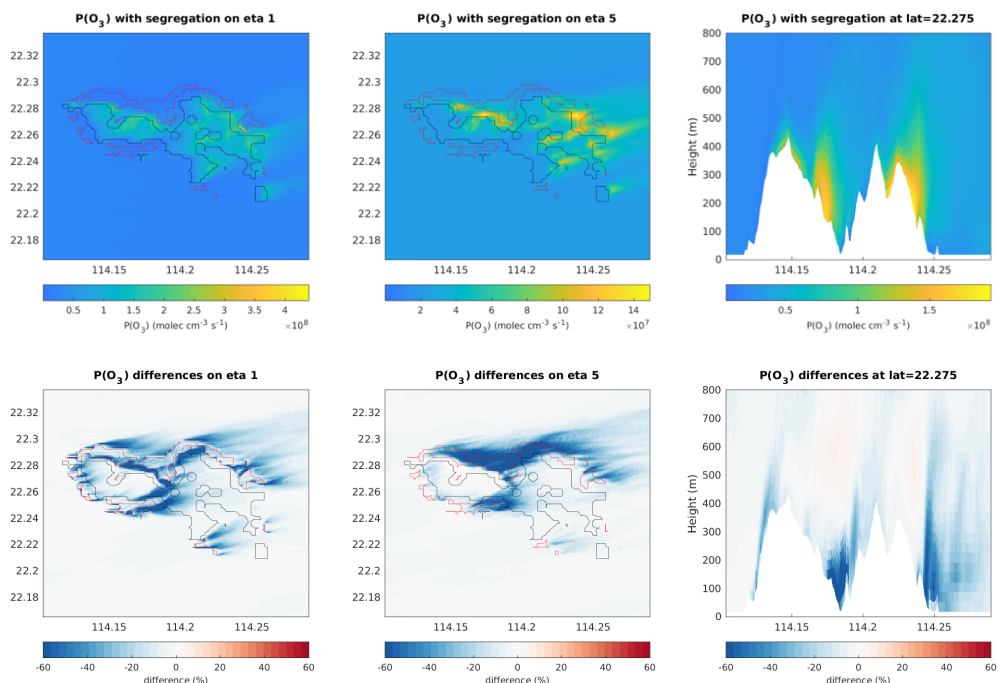 P(O3) with segregation on eta 1
22.32
22.3
22.28
22.26
22.24
22.22
22.2
22.18
114.15 114.2 114.25
0.5 1 1.5 2 2.5 3 3.5 4
P(O3) (molec cm-3 s-1) ×10^8
P(O3) with segregation on eta 5
22.32
22.3
22.28
22.26
22.24
22.22
22.2
22.18
114.15 114.2 114.25
2 4 6 8 10 12 14
P(O3) (molec cm-3 s-1) ×10^7
P(O3) with segregation at lat=22.275
Height (m)
800
700
600
500
400
300
200
100
0
114.15 114.2 114.25
0.5 1 1.5
P(O3) (molec cm-3 s-1) ×10^8
P(O3) differences on eta 1
22.32
22.3
22.28
22.26
22.24
22.22
22.2
22.18
114.15 114.2 114.25
-60 -40 -20 0 20 40 60
difference (%)
P(O3) differences on eta 5
22.32
22.3
22.28
22.26
22.24
22.22
22.2
22.18
114.15 114.2 114.25
-60 -40 -20 0 20 40 60
difference (%)
P(O3) differences at lat=22.275
Height (m)
800
700
600
500
400
300
200
100
0
114.15 114.2 114.25
-60 -40 -20 0 20 40 60
difference (%)